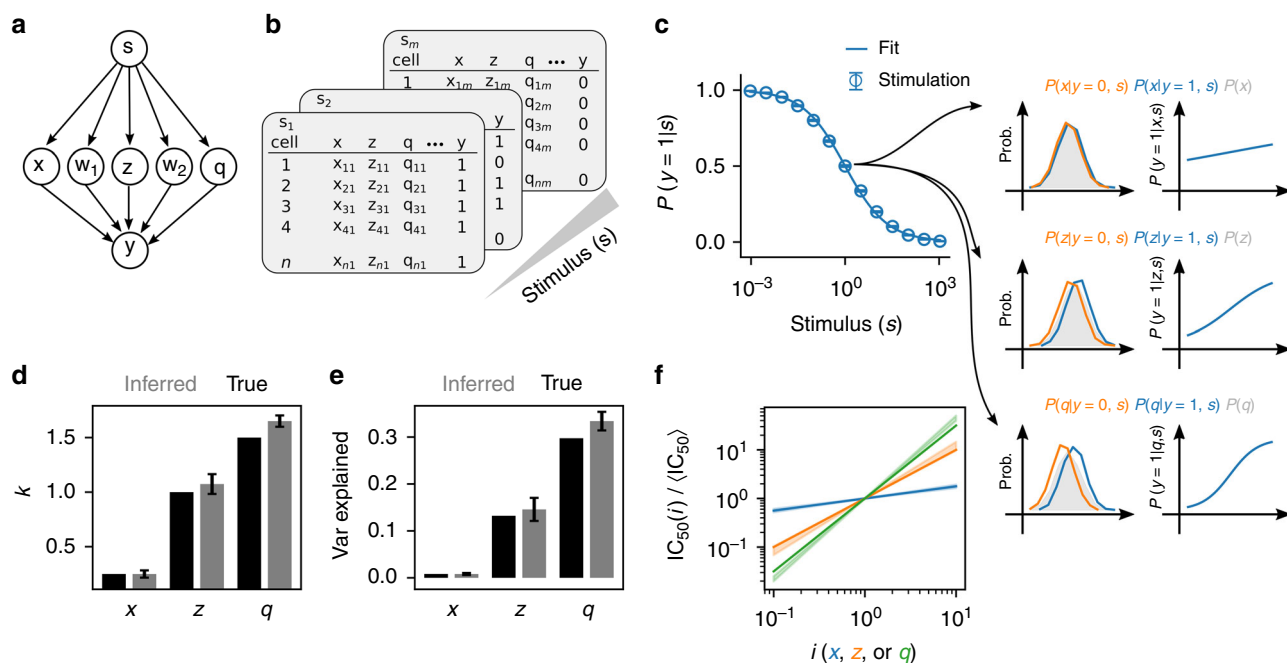 a
s
x
w1
z
w2
q
y
b
sm
cell x z q ••• y
1 x1m z1m q1m 0
q2m 0
q3m 0
q4m 0
qnm 0
s2
y
1
0
1
1
0
s1
cell x z q ••• y
1 x11 z11 q11 1
2 x21 z21 q21 1
3 x31 z31 q31 1
4 x41 z41 q41 1
n xn1 zn1 qn1 1
Stimulus (s)
c
Fit
Stimulation
P (y = 1|s)
1.0
0.5
0.0
10−3
100
103
Stimulus (s)
P(x|y = 0, s) P(x|y = 1, s) P(x)
Prob.
P (y = 1|x,s)
P(z|y = 0, s) P(z|y = 1, s) P(z)
Prob.
P (y = 1|z,s)
P(q|y = 0, s) P(q|y = 1, s) P(q)
Prob.
P (y = 1|q,s)
d
Inferred True
k
1.5
1.0
0.5
x z q
e
Inferred True
Var explained
0.3
0.2
0.1
0.0
x z q
f
IC50(i) / ⟨IC50⟩
101
100
10−1
10−1 100 101
i (x, z, or q)